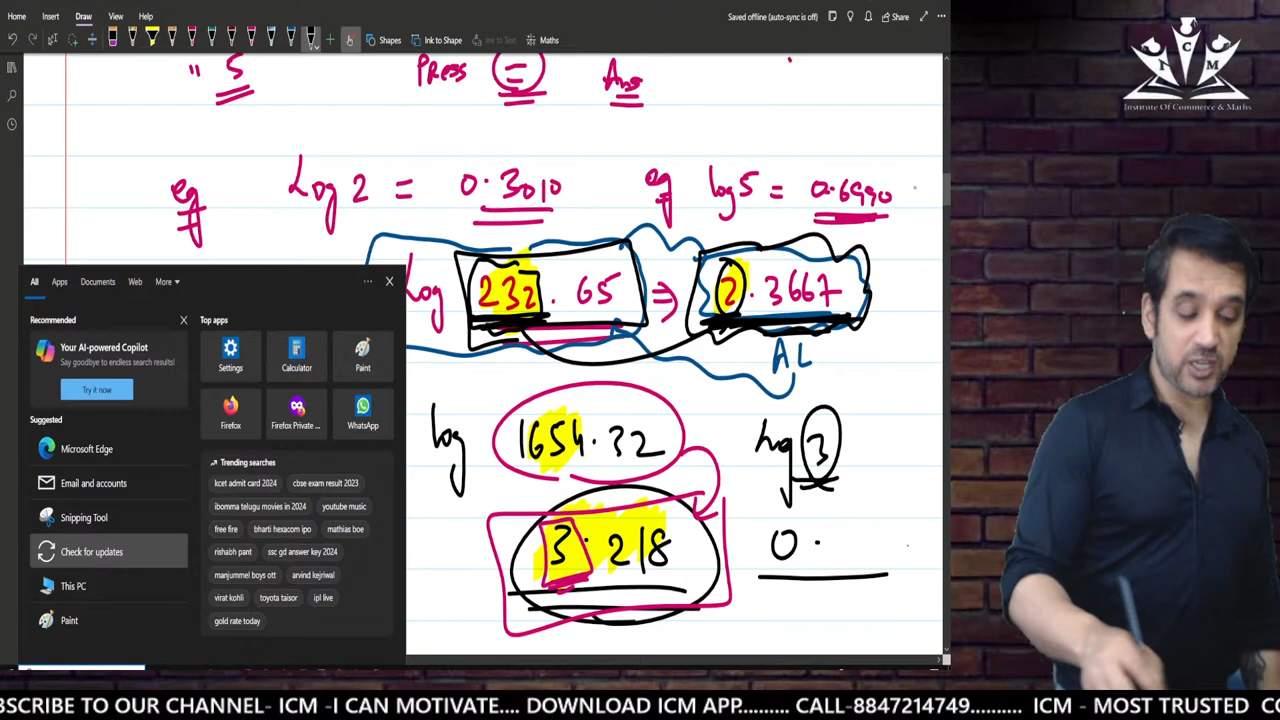 Home Insert Draw View Help Saved offline (auto-sync is off) Share
Shapes Ink to Shape Ink to Text Maths
" 5 Press = Ans
eg Log 2 = 0.3010 eg log 5 = 0.6990
log 232.65 ⇒ 2.3667
AL
log 1654.32 Log 3
3.218 0.
All Apps Documents Web More
Recommended
Your AI-powered Copilot
Say goodbye to endless search results!
Try it now
Suggested
Microsoft Edge
Email and accounts
Snipping Tool
Check for updates
This PC
Paint
Top apps
Settings Calculator Paint
Firefox Firefox Private ... WhatsApp
Trending searches
kcet admit card 2024 cbse exam result 2023
ibomma telugu movies in 2024 youtube music
free fire bharti hexacom ipo mathias boe
rishabh pant ssc gd answer key 2024
manjummel boys ott arvind kejriwal
virat kohli toyota taisor ipl live
gold rate today
I C M
Institute Of Commerce & Maths
BSCRIBE TO OUR CHANNEL- ICM -I CAN MOTIVATE.... DOWNLOAD ICM APP........ CALL-8847214749....... ICM - MOST TRUSTED CO